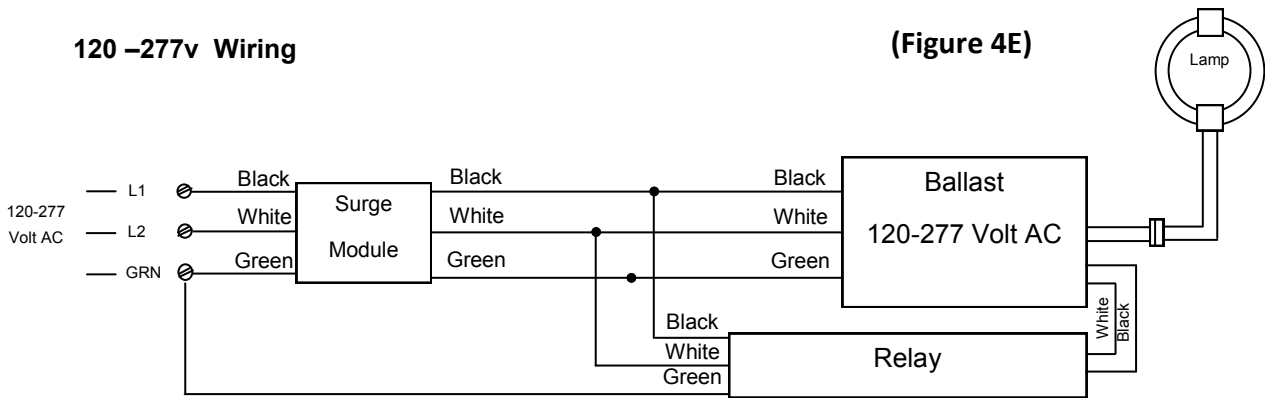 120 –277v Wiring
(Figure 4E)
Lamp
120-277
Volt AC
L1
L2
GRN
Black
White
Green
Surge
Module
Black
White
Green
Black
White
Green
Ballast
120-277 Volt AC
White
Black
Black
White
Green
Relay